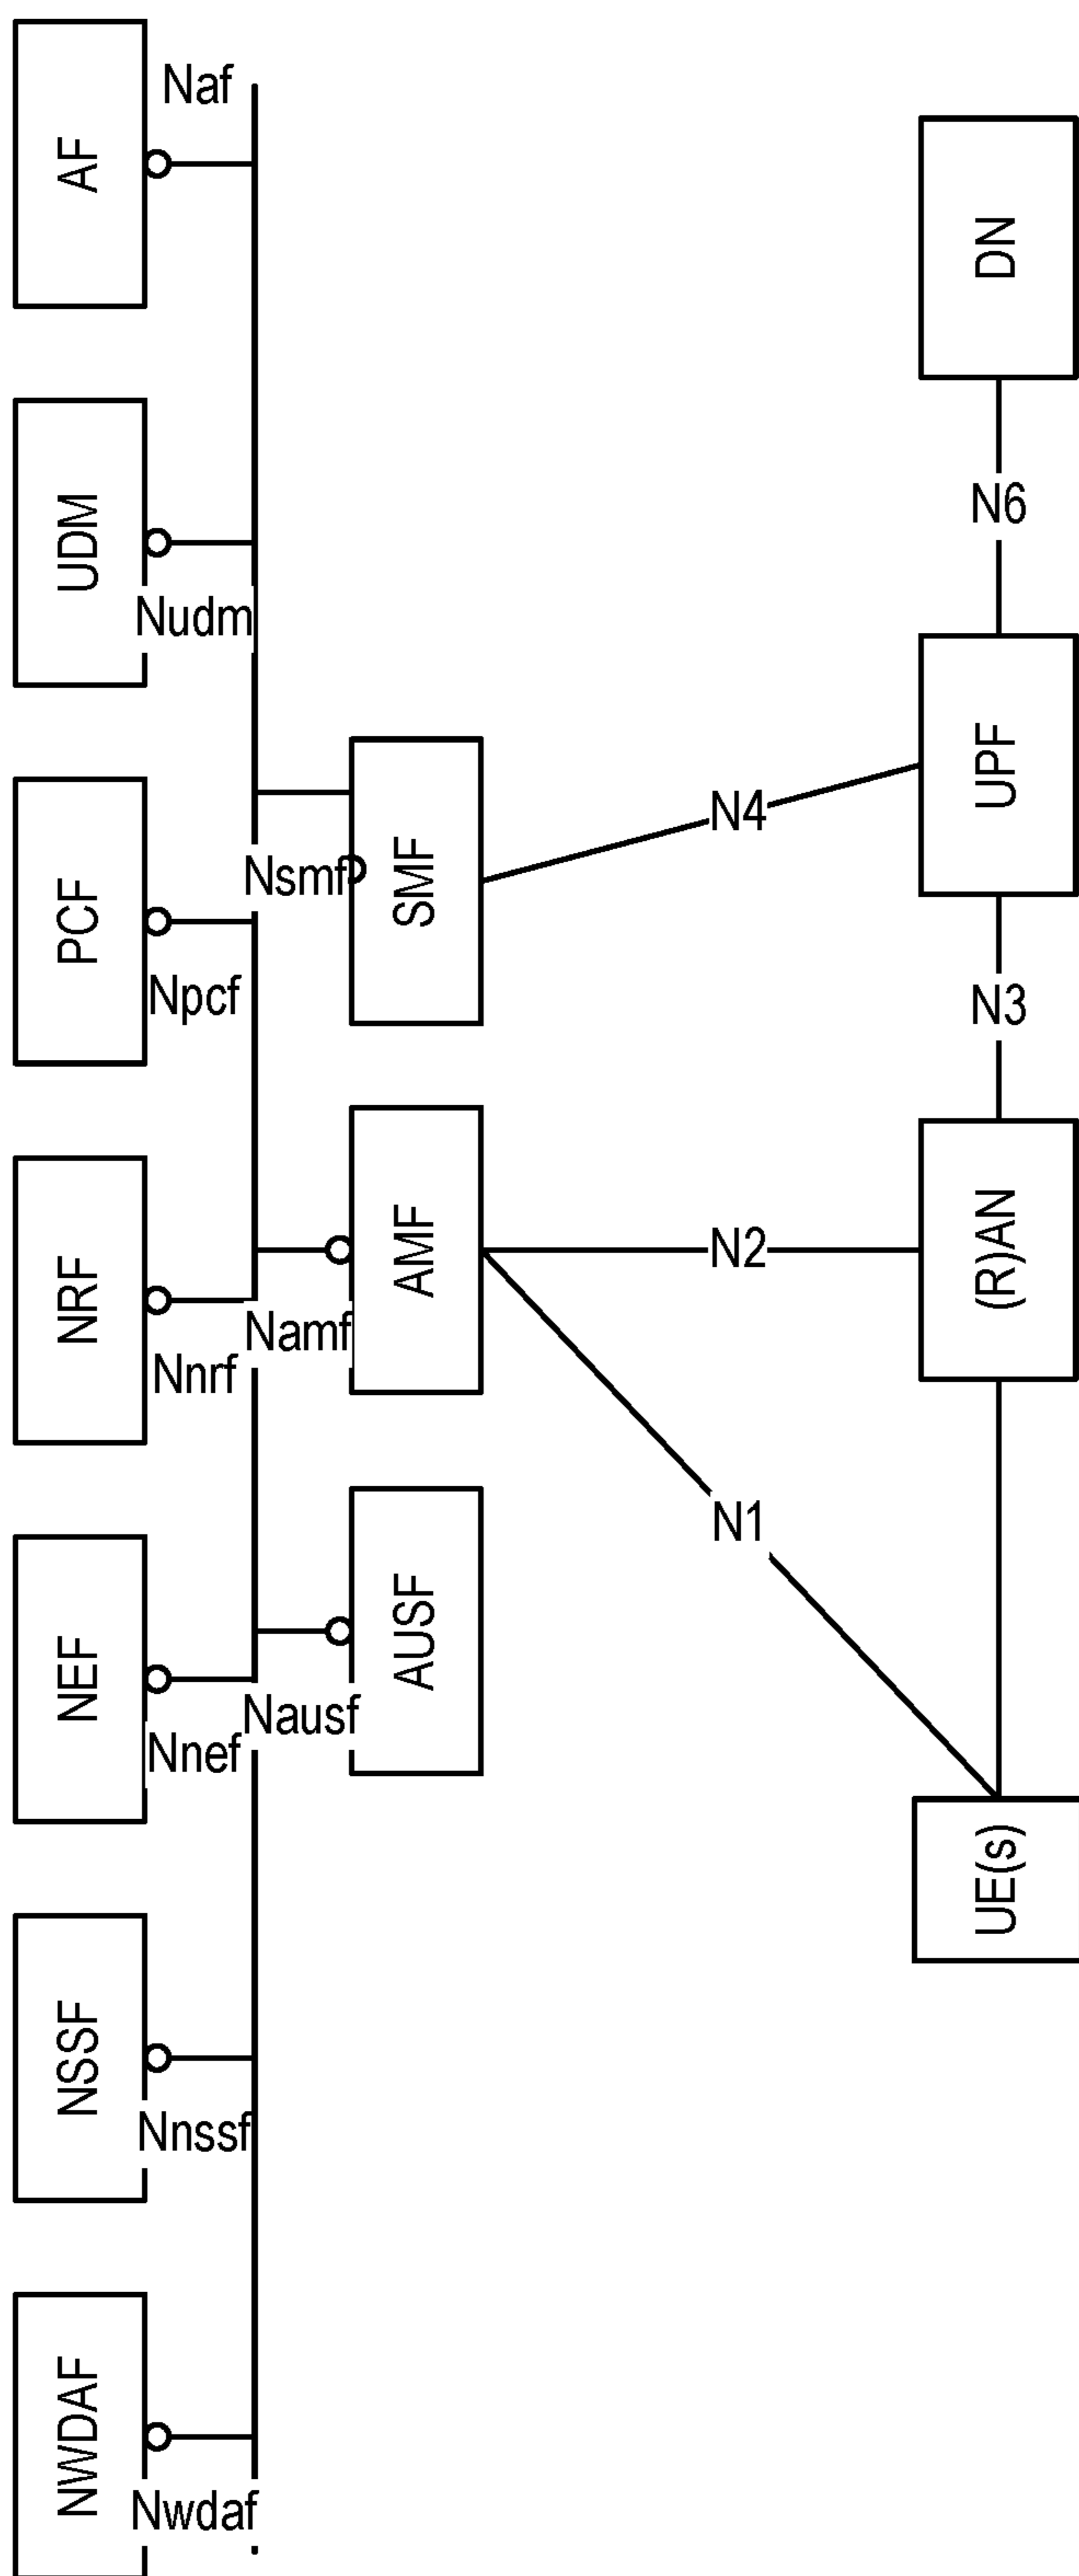 NWDAF
NSSF
NEF
NRF
PCF
UDM
AF
Nwdaf
Nnssf
Nnef
Nnrf
Npcf
Nudm
Naf
Nausf
Namf
Nsmf
AUSF
AMF
SMF
N1
N2
N4
UE(s)
(R)AN
N3
UPF
N6
DN